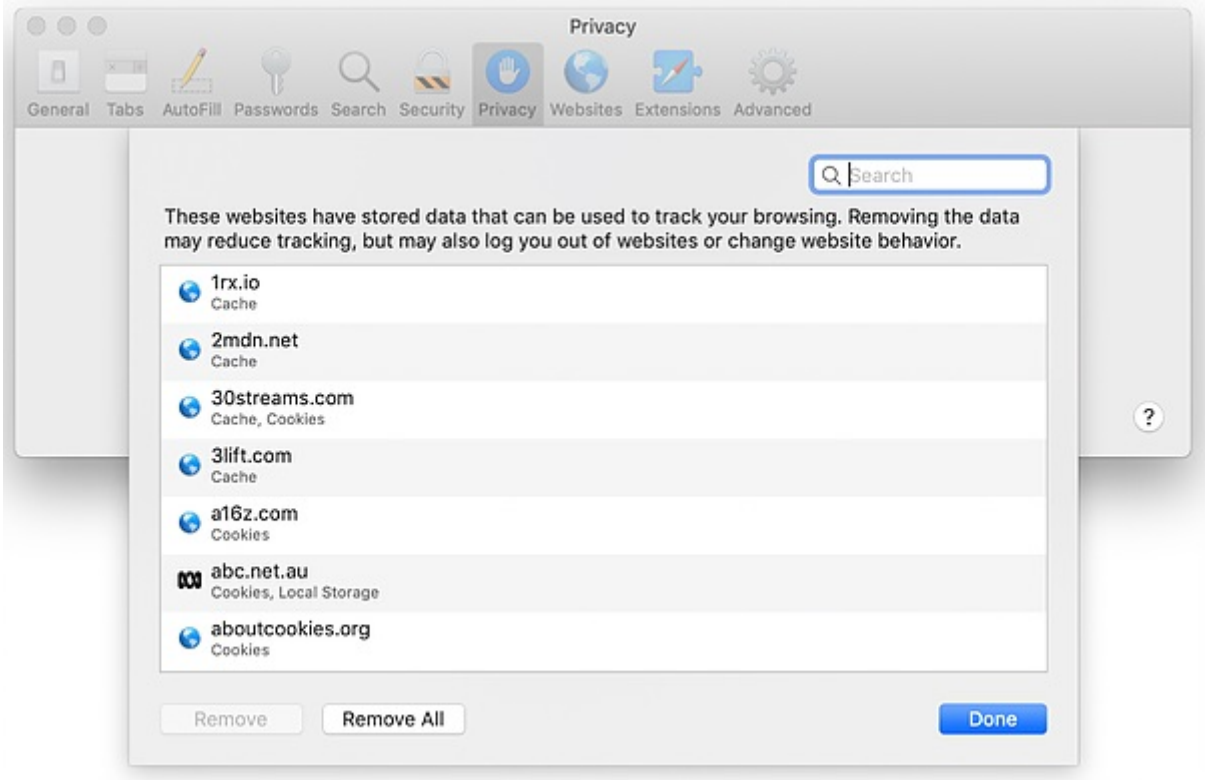 Privacy
General Tabs AutoFill Passwords Search Security Privacy Websites Extensions Advanced
Search
These websites have stored data that can be used to track your browsing. Removing the data
may reduce tracking, but may also log you out of websites or change website behavior.
1rx.io
Cache
2mdn.net
Cache
30streams.com
Cache, Cookies
?
3lift.com
Cache
a16z.com
Cookies
abc.net.au
Cookies, Local Storage
aboutcookies.org
Cookies
Remove Remove All Done